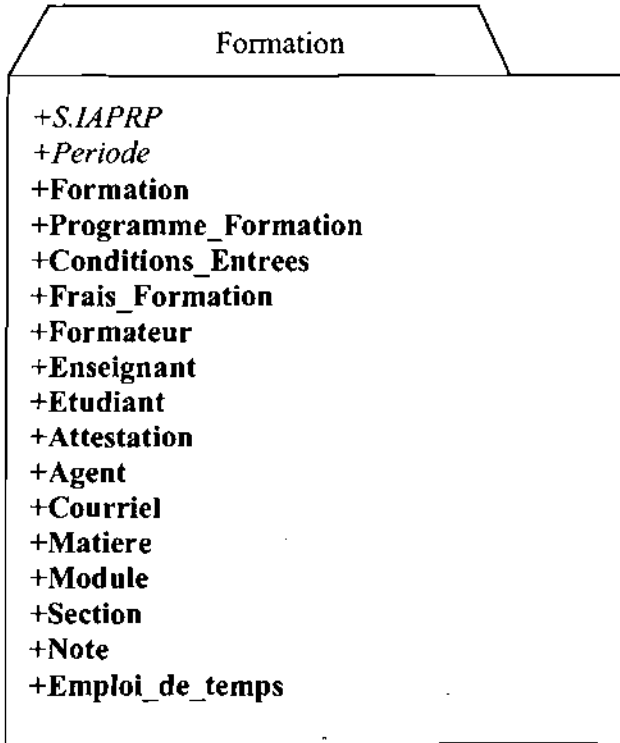 Formation
+S.IAPRP
+Periode
+Formation
+Programme_Formation
+Conditions_Entrees
+Frais_Formation
+Formateur
+Enseignant
+Etudiant
+Attestation
+Agent
+Courriel
+Matiere
+Module
+Section
+Note
+Emploi_de_temps